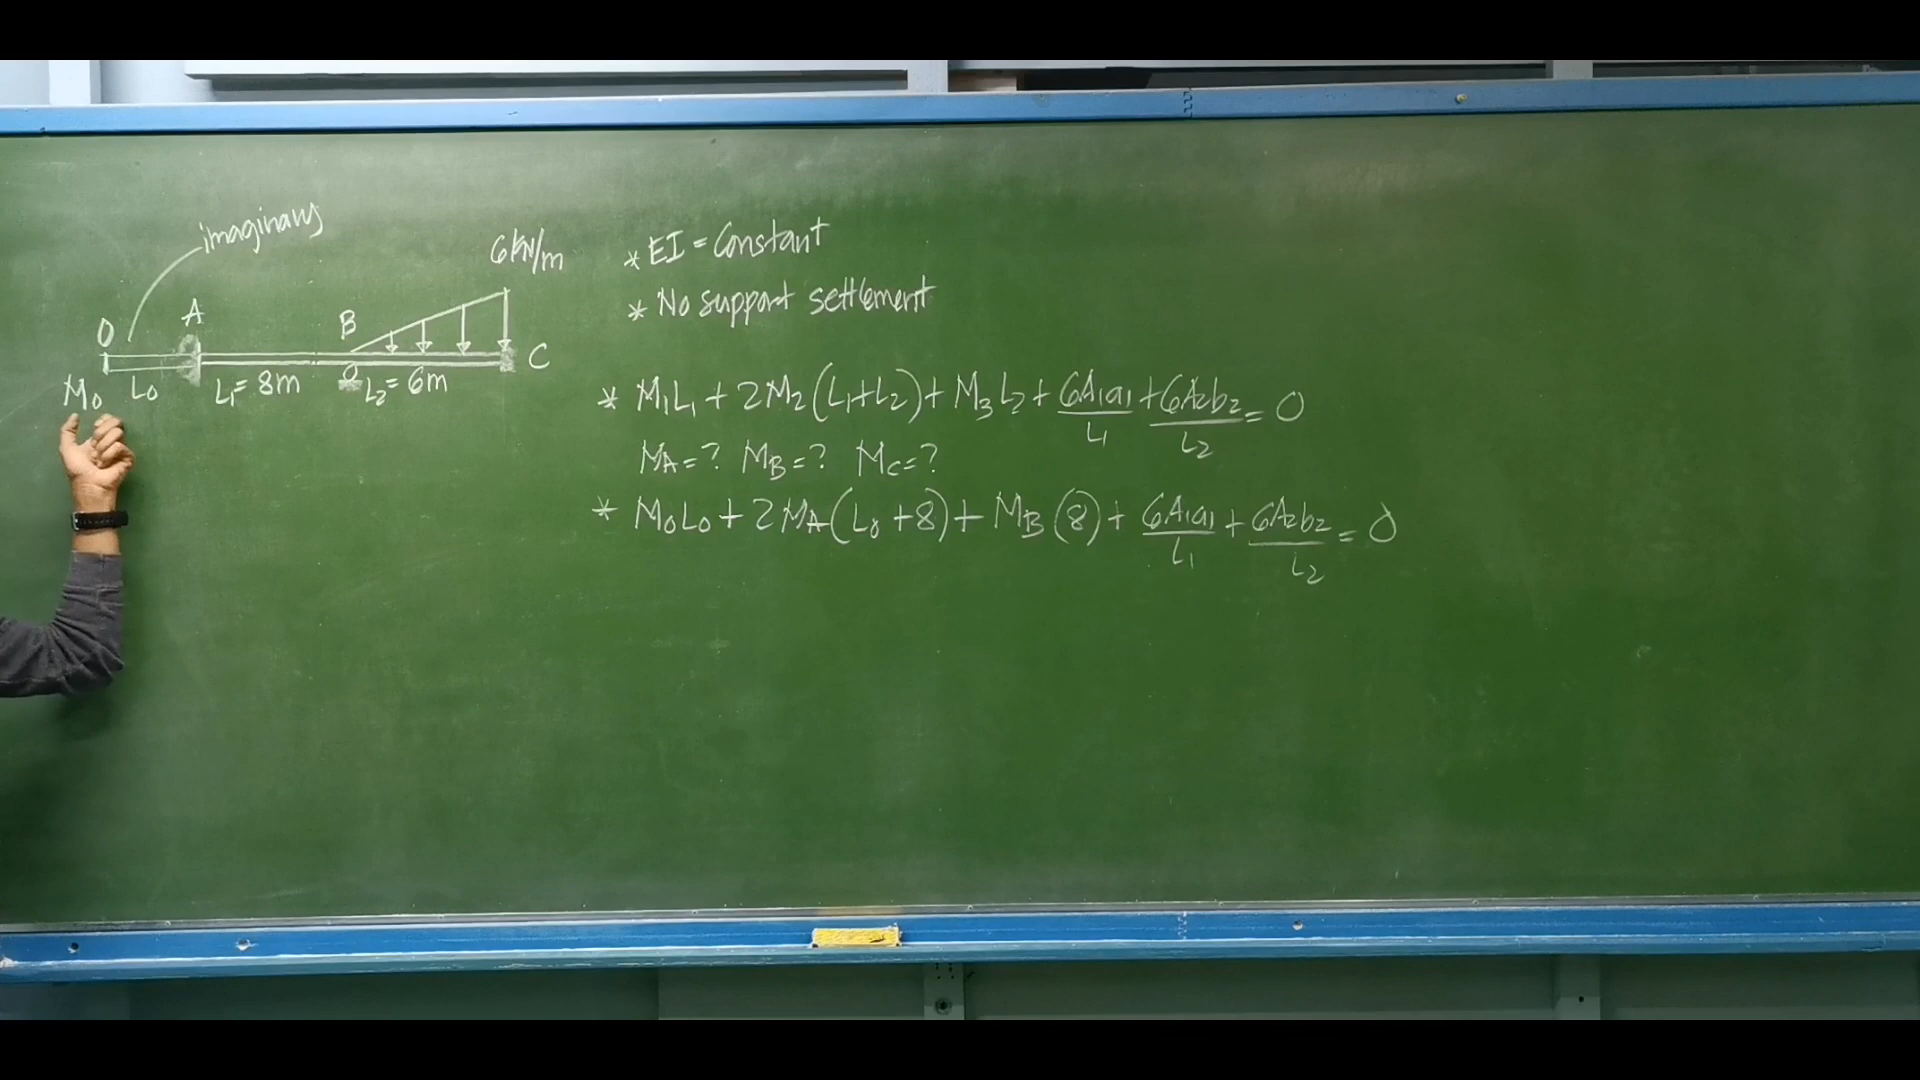 imaginary
6kN/m
O A B C
M₀ L₀ L₁= 8m L₂= 6m
* EI = Constant
* No support settlement
* M₁L₁ + 2M₂(L₁+L₂) + M₃L₂ + 6A₁a₁/L₁ + 6A₂b₂/L₂ = 0
MA=? MB=? MC=?
* M₀L₀ + 2MA(L₀+8) + MB(8) + 6A₁a₁/L₁ + 6A₂b₂/L₂ = 0